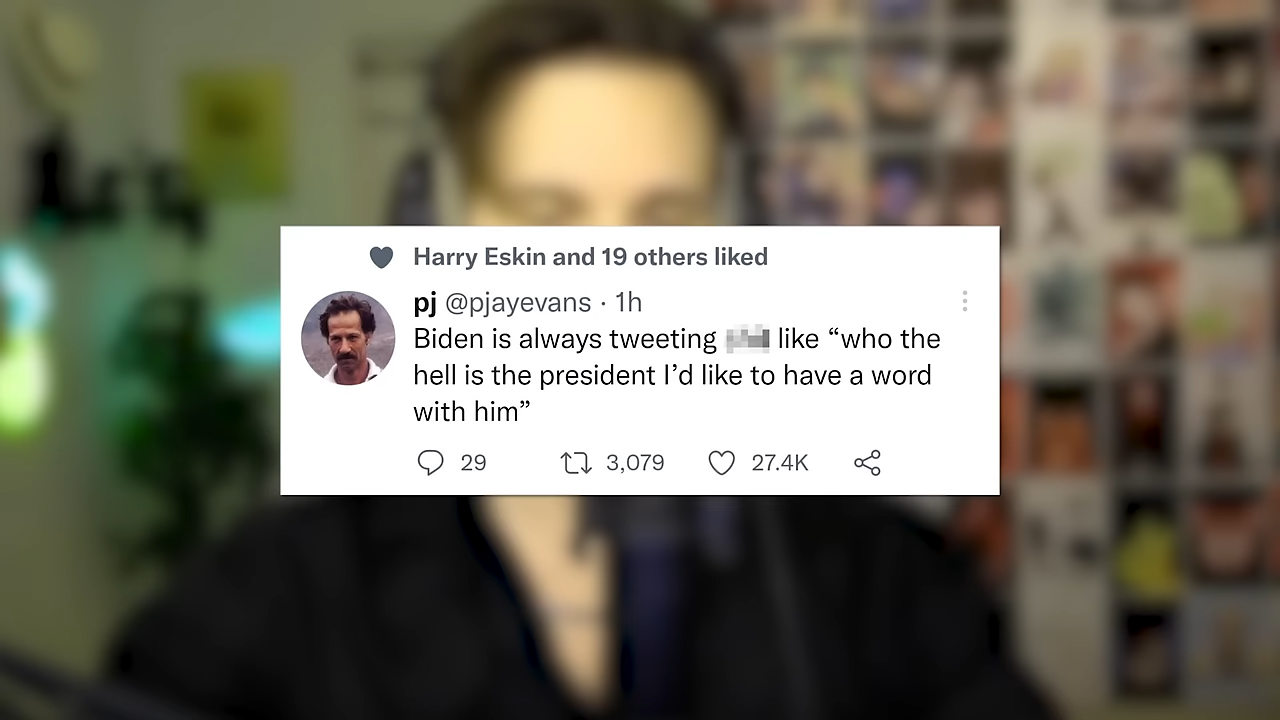 Harry Eskin and 19 others liked
pj @pjayevans · 1h
Biden is always tweeting like “who the
hell is the president I’d like to have a word
with him”
29 3,079 27.4K